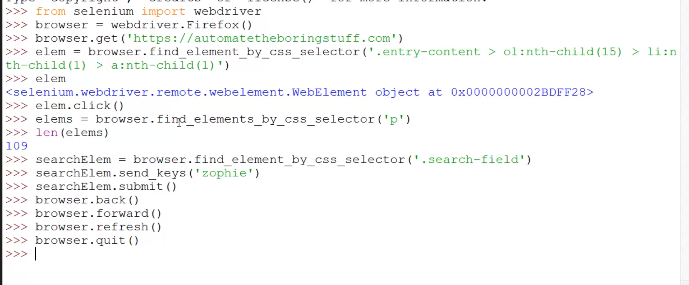 >>> from selenium import webdriver
>>> browser = webdriver.Firefox()
>>> browser.get('https://automatetheboringstuff.com')
>>> elem = browser.find_element_by_css_selector('.entry-content > ol:nth-child(15) > li:n
th-child(1) > a:nth-child(1)')
>>> elem
<selenium.webdriver.remote.webelement.WebElement object at 0x0000000002BDFF28>
>>> elem.click()
>>> elems = browser.find_elements_by_css_selector('p')
>>> len(elems)
109
>>> searchElem = browser.find_element_by_css_selector('.search-field')
>>> searchElem.send_keys('zophie')
>>> searchElem.submit()
>>> browser.back()
>>> browser.forward()
>>> browser.refresh()
>>> browser.quit()
>>>